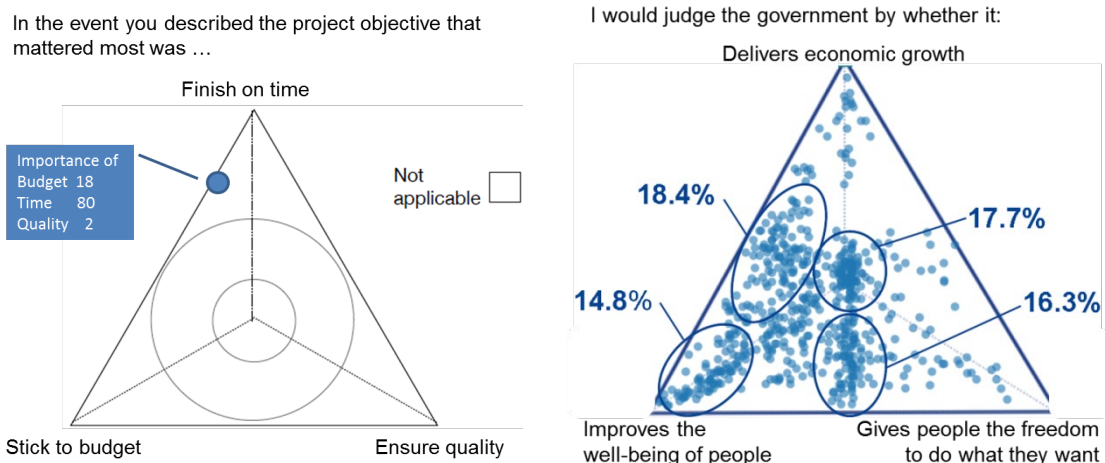 In the event you described the project objective that
mattered most was …
Finish on time
Importance of
Budget 18
Time 80
Quality 2
Not
applicable
Stick to budget
Ensure quality
I would judge the government by whether it:
Delivers economic growth
18.4%
17.7%
14.8%
16.3%
Improves the
well-being of people
Gives people the freedom
to do what they want